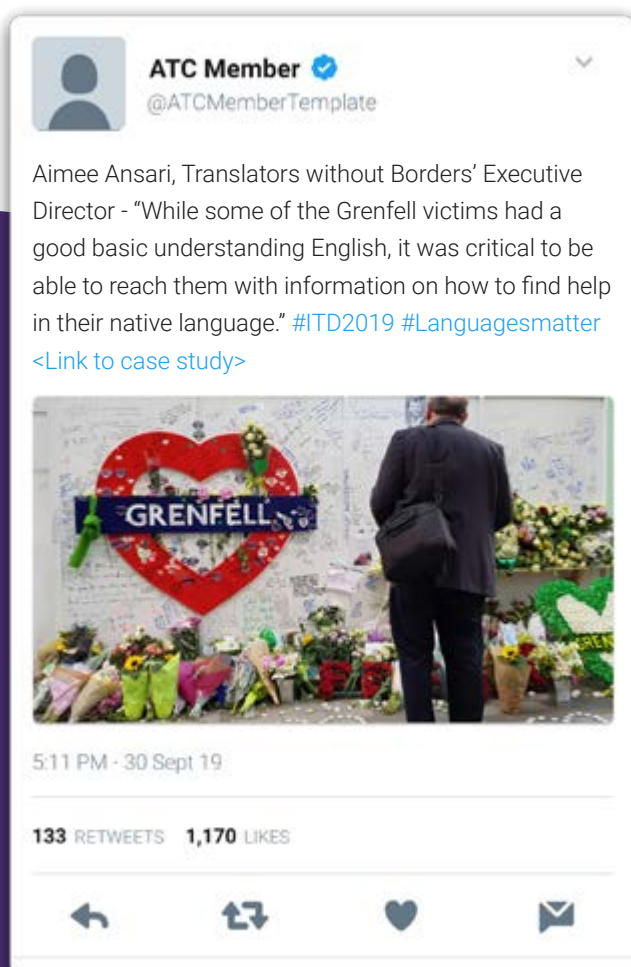 ATC Member
@ATCMemberTemplate
Aimee Ansari, Translators without Borders’ Executive
Director - “While some of the Grenfell victims had a
good basic understanding English, it was critical to be
able to reach them with information on how to find help
in their native language.” #ITD2019 #Languagesmatter
<Link to case study>
GRENFELL
5:11 PM - 30 Sept 19
133 RETWEETS 1,170 LIKES